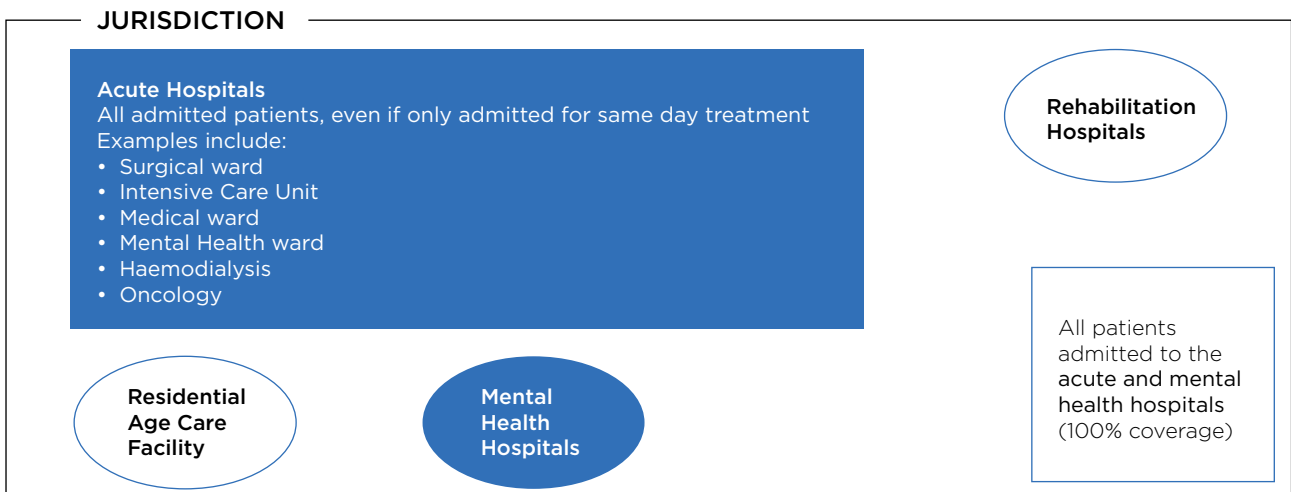 JURISDICTION
Acute Hospitals
All admitted patients, even if only admitted for same day treatment
Examples include:
• Surgical ward
• Intensive Care Unit
• Medical ward
• Mental Health ward
• Haemodialysis
• Oncology
Rehabilitation
Hospitals
Residential
Age Care
Facility
Mental
Health
Hospitals
All patients
admitted to the
acute and mental
health hospitals
(100% coverage)